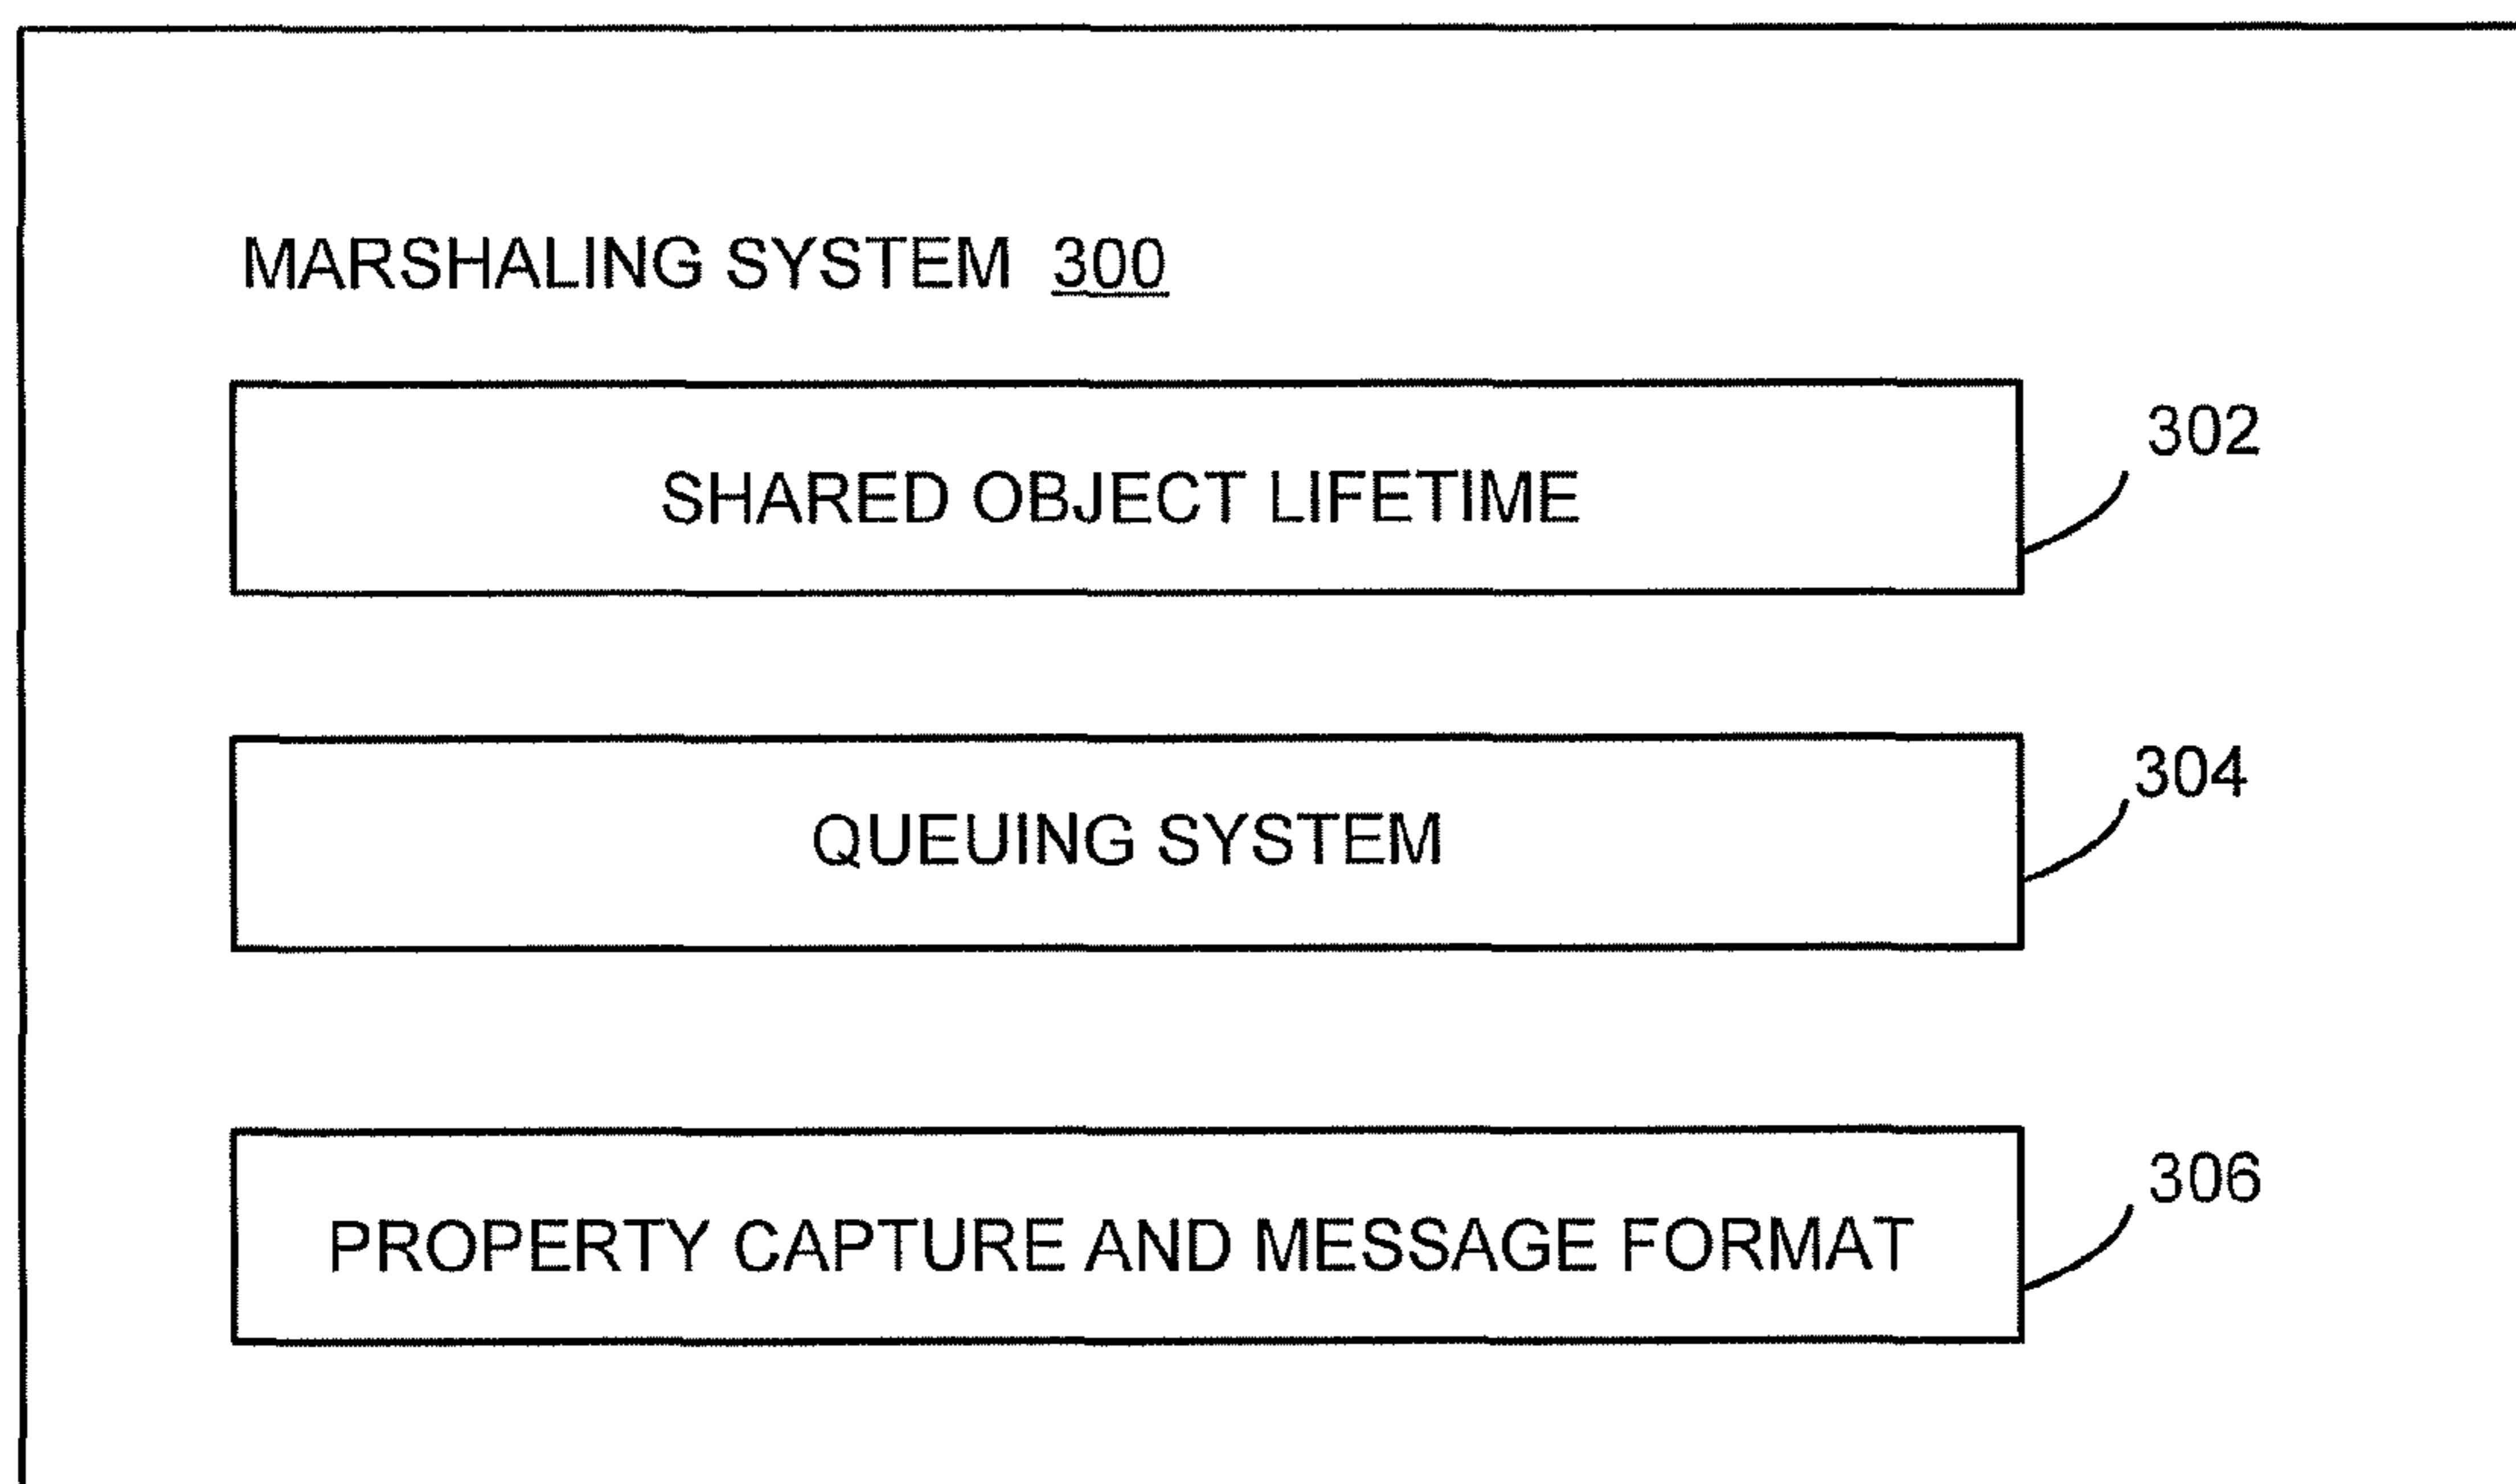 MARSHALING SYSTEM 300
302
SHARED OBJECT LIFETIME
304
QUEUING SYSTEM
306
PROPERTY CAPTURE AND MESSAGE FORMAT